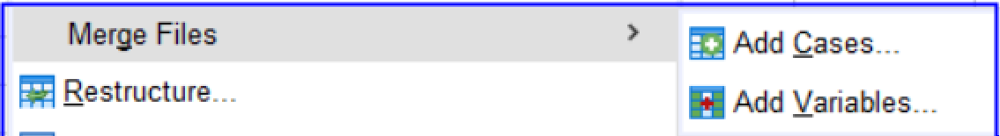 Merge Files
Restructure...
Add Cases...
Add Variables...